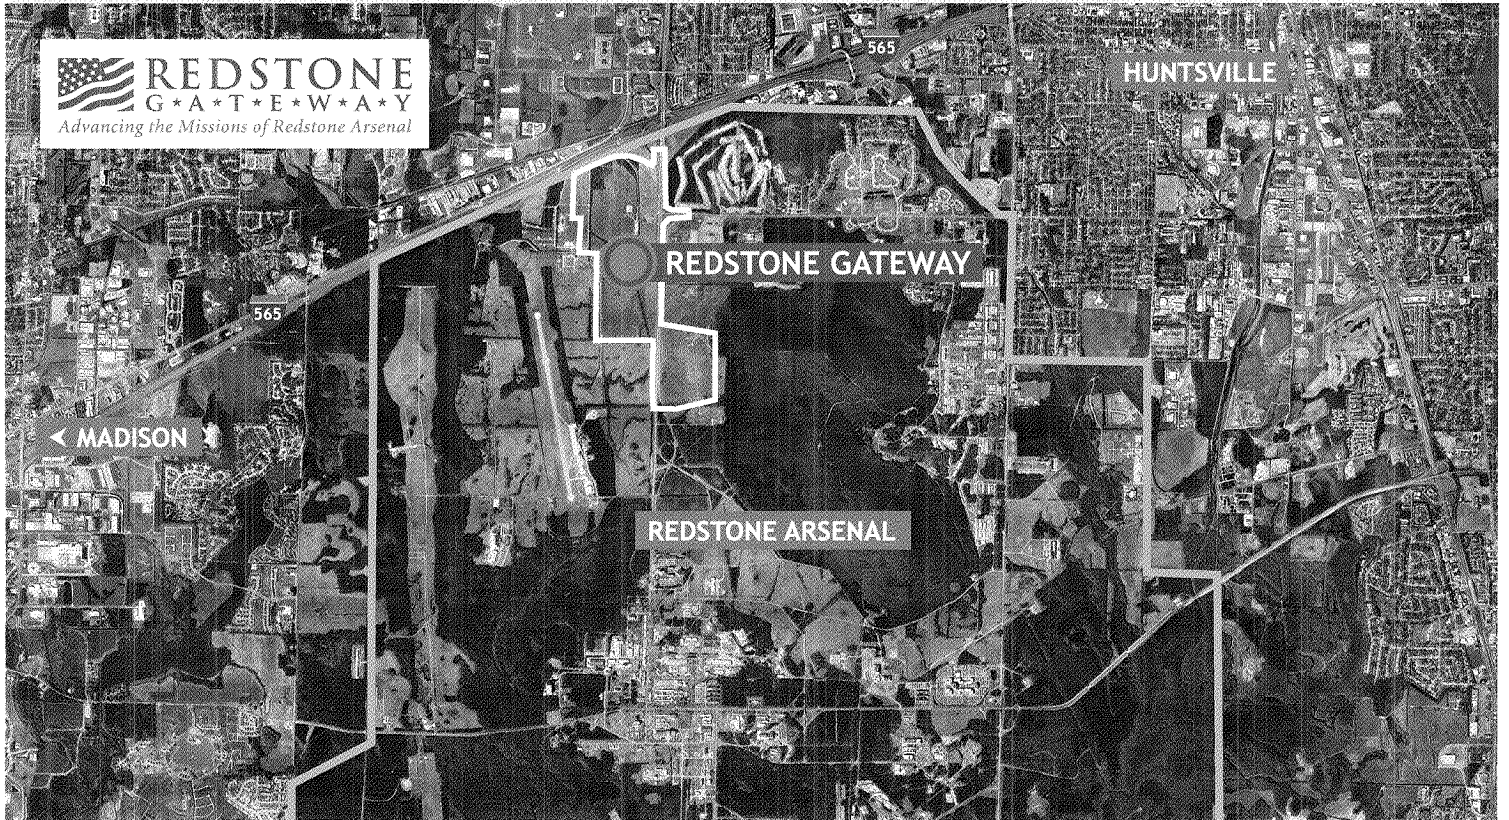 565
HUNTSVILLE
REDSTONE
G★A★T★E★W★A★Y
Advancing the Missions of Redstone Arsenal
REDSTONE GATEWAY
565
MADISON
REDSTONE ARSENAL